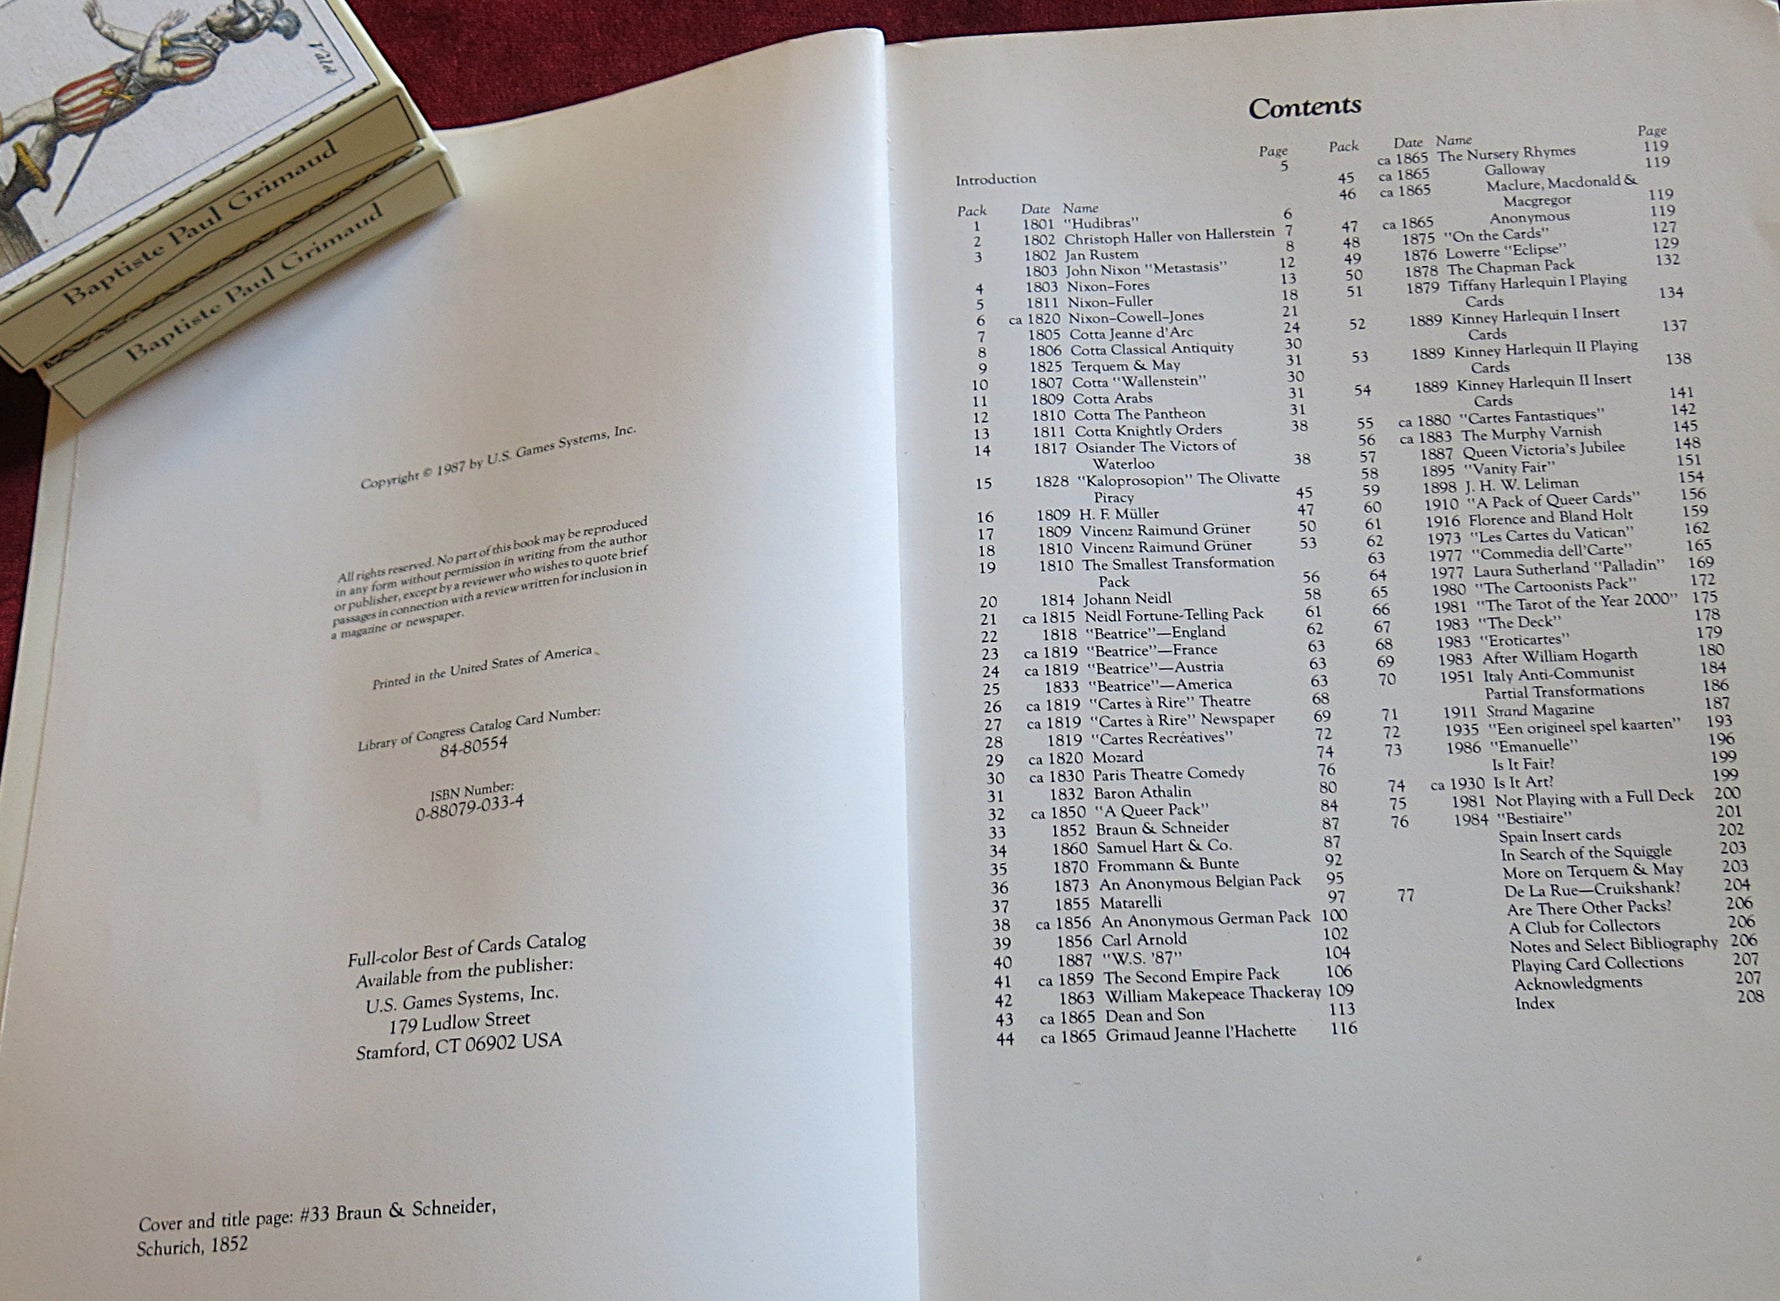 Valet
Baptiste Paul Grimaud
Baptiste Paul Grimaud
Copyright © 1987 by U.S. Games Systems, Inc.
All rights reserved. No part of this book may be reproduced
in any form without permission in writing from the author
or publisher, except by a reviewer who wishes to quote brief
passages in connection with a review written for inclusion in
a magazine or newspaper.
Printed in the United States of America
Library of Congress Catalog Card Number:
84-80554
ISBN Number:
0-88079-033-4
Full-color Best of Cards Catalog
Available from the publisher:
U.S. Games Systems, Inc.
179 Ludlow Street
Stamford, CT 06902 USA
Cover and title page: #33 Braun & Schneider,
Schurich, 1852
Contents
Page
Introduction 5
Pack Date Name
1 1801 "Hudibras" 6
2 1802 Christoph Haller von Hallerstein 7
3 1802 Jan Rustem 8
1803 John Nixon "Metastasis" 12
4 1803 Nixon–Fores 13
5 1811 Nixon–Fuller 18
6 ca 1820 Nixon–Cowell–Jones 21
7 1805 Cotta Jeanne d'Arc 24
8 1806 Cotta Classical Antiquity 30
9 1825 Terquem & May 31
10 1807 Cotta "Wallenstein" 30
11 1809 Cotta Arabs 31
12 1810 Cotta The Pantheon 31
13 1811 Cotta Knightly Orders 38
14 1817 Osiander The Victors of
Waterloo 38
15 1828 "Kaloprosopion" The Olivatte
Piracy 45
16 1809 H. F. Müller 47
17 1809 Vincenz Raimund Grüner 50
18 1810 Vincenz Raimund Grüner 53
19 1810 The Smallest Transformation
Pack 56
20 1814 Johann Neidl 58
21 ca 1815 Neidl Fortune-Telling Pack 61
22 1818 "Beatrice"—England 62
23 ca 1819 "Beatrice"—France 63
24 ca 1819 "Beatrice"—Austria 63
25 1833 "Beatrice"—America 63
26 ca 1819 "Cartes à Rire" Theatre 68
27 ca 1819 "Cartes à Rire" Newspaper 69
28 1819 "Cartes Recréatives" 72
29 ca 1820 Mozard 74
30 ca 1830 Paris Theatre Comedy 76
31 1832 Baron Athalin 80
32 ca 1850 "A Queer Pack" 84
33 1852 Braun & Schneider 87
34 1860 Samuel Hart & Co. 87
35 1870 Frommann & Bunte 92
36 1873 An Anonymous Belgian Pack 95
37 1855 Matarelli 97
38 ca 1856 An Anonymous German Pack 100
39 1856 Carl Arnold 102
40 1887 "W.S. '87" 104
41 ca 1859 The Second Empire Pack 106
42 1863 William Makepeace Thackeray 109
43 ca 1865 Dean and Son 113
44 ca 1865 Grimaud Jeanne l'Hachette 116
Pack Date Name Page
ca 1865 The Nursery Rhymes 119
45 ca 1865 Galloway 119
46 ca 1865 Maclure, Macdonald &
Macgregor 119
47 ca 1865 Anonymous 119
48 1875 "On the Cards" 127
49 1876 Lowerre "Eclipse" 129
50 1878 The Chapman Pack 132
51 1879 Tiffany Harlequin I Playing
Cards 134
52 1889 Kinney Harlequin I Insert
Cards 137
53 1889 Kinney Harlequin II Playing
Cards 138
54 1889 Kinney Harlequin II Insert
Cards 141
55 ca 1880 "Cartes Fantastiques" 142
56 ca 1883 The Murphy Varnish 145
57 1887 Queen Victoria's Jubilee 148
58 1895 "Vanity Fair" 151
59 1898 J. H. W. Leliman 154
60 1910 "A Pack of Queer Cards" 156
61 1916 Florence and Bland Holt 159
62 1973 "Les Cartes du Vatican" 162
63 1977 "Commedia dell'Carte" 165
64 1977 Laura Sutherland "Palladin" 169
65 1980 "The Cartoonists Pack" 172
66 1981 "The Tarot of the Year 2000" 175
67 1983 "The Deck" 178
68 1983 "Eroticartes" 179
69 1983 After William Hogarth 180
70 1951 Italy Anti-Communist 184
Partial Transformations 186
71 1911 Strand Magazine 187
72 1935 "Een origineel spel kaarten" 193
73 1986 "Emanuelle" 196
Is It Fair? 199
74 ca 1930 Is It Art? 199
75 1981 Not Playing with a Full Deck 200
76 1984 "Bestiaire" 201
Spain Insert cards 202
In Search of the Squiggle 203
More on Terquem & May 203
77 De La Rue—Cruikshank? 204
Are There Other Packs? 206
A Club for Collectors 206
Notes and Select Bibliography 206
Playing Card Collections 207
Acknowledgments 207
Index 208